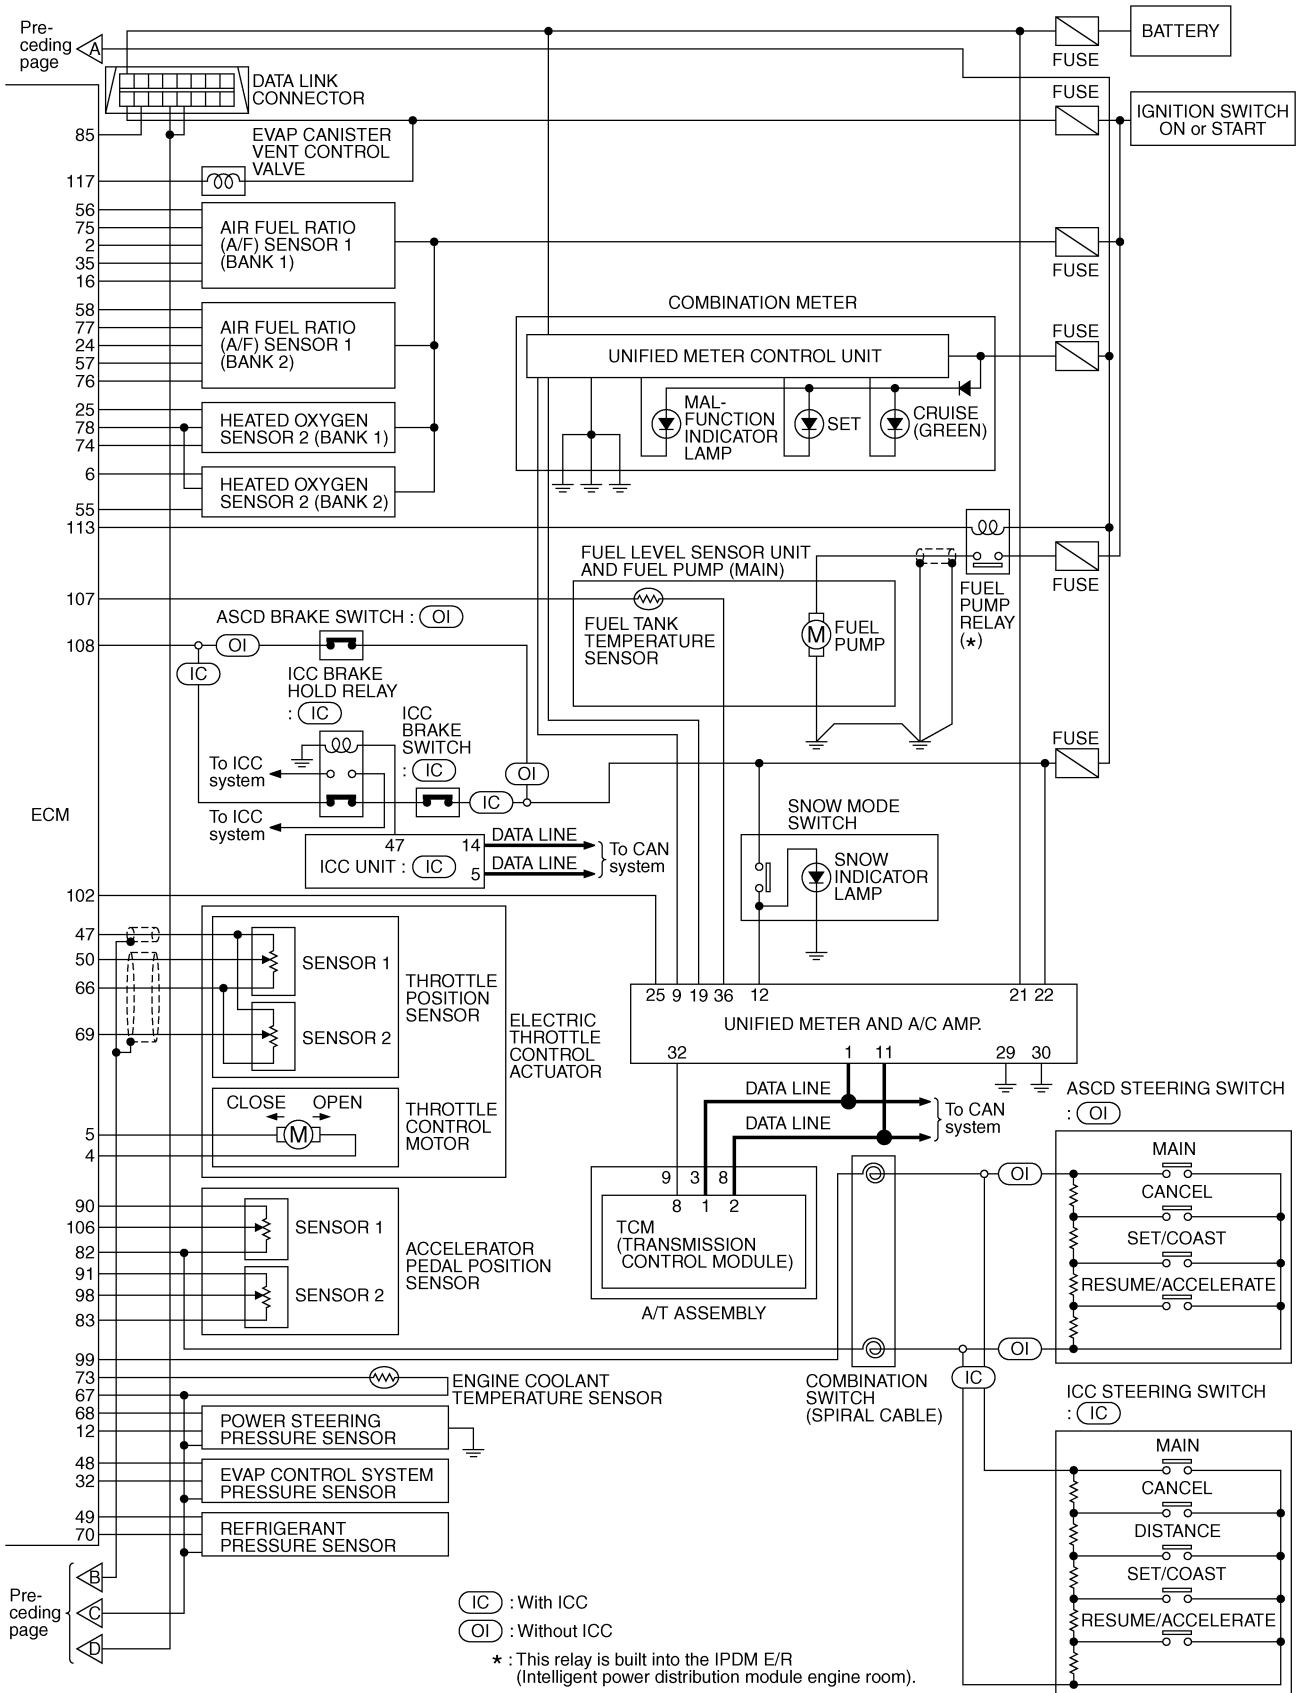 Pre-
ceding
page
A
BATTERY
FUSE
DATA LINK
CONNECTOR
FUSE
IGNITION SWITCH
ON or START
85
EVAP CANISTER
VENT CONTROL
VALVE
117
56
75
2
35
16
AIR FUEL RATIO
(A/F) SENSOR 1
(BANK 1)
FUSE
58
77
24
57
76
AIR FUEL RATIO
(A/F) SENSOR 1
(BANK 2)
COMBINATION METER
UNIFIED METER CONTROL UNIT
FUSE
MAL-
FUNCTION
INDICATOR
LAMP
SET
CRUISE
(GREEN)
25
78
74
HEATED OXYGEN
SENSOR 2 (BANK 1)
6
55
HEATED OXYGEN
SENSOR 2 (BANK 2)
113
FUEL LEVEL SENSOR UNIT
AND FUEL PUMP (MAIN)
FUSE
FUEL
PUMP
RELAY
(*)
107
FUEL TANK
TEMPERATURE
SENSOR
M
FUEL
PUMP
ASCD BRAKE SWITCH : OI
108
OI
IC
ICC BRAKE
HOLD RELAY
: IC
ICC
BRAKE
SWITCH
: IC
To ICC
system
To ICC
system
OI
IC
FUSE
ECM
47
14
5
ICC UNIT : IC
DATA LINE
DATA LINE
To CAN
system
SNOW MODE
SWITCH
SNOW
INDICATOR
LAMP
102
47
50
66
69
SENSOR 1
SENSOR 2
THROTTLE
POSITION
SENSOR
ELECTRIC
THROTTLE
CONTROL
ACTUATOR
CLOSE
OPEN
M
THROTTLE
CONTROL
MOTOR
5
4
25 9 19 36 12 21 22
UNIFIED METER AND A/C AMP.
32 1 11 29 30
DATA LINE
DATA LINE
To CAN
system
9 3 8
8 1 2
TCM
(TRANSMISSION
CONTROL MODULE)
A/T ASSEMBLY
ASCD STEERING SWITCH
: OI
OI
MAIN
CANCEL
SET/COAST
RESUME/ACCELERATE
OI
90
106
82
SENSOR 1
91
98
83
SENSOR 2
ACCELERATOR
PEDAL POSITION
SENSOR
99
73
67
ENGINE COOLANT
TEMPERATURE SENSOR
COMBINATION
SWITCH
(SPIRAL CABLE)
IC
ICC STEERING SWITCH
: IC
MAIN
CANCEL
DISTANCE
SET/COAST
RESUME/ACCELERATE
68
12
POWER STEERING
PRESSURE SENSOR
48
32
EVAP CONTROL SYSTEM
PRESSURE SENSOR
49
70
REFRIGERANT
PRESSURE SENSOR
Pre-
ceding
page
B
C
D
IC : With ICC
OI : Without ICC
* : This relay is built into the IPDM E/R
(Intelligent power distribution module engine room).